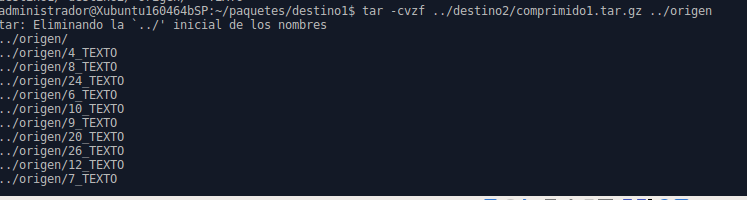 administrador@Xubuntu160464bSP:~/paquetes/destino1$ tar -cvzf ../destino2/comprimido1.tar.gz ../origen
tar: Eliminando la `../' inicial de los nombres
../origen/
../origen/4_TEXTO
../origen/8_TEXTO
../origen/24_TEXTO
../origen/6_TEXTO
../origen/10_TEXTO
../origen/9_TEXTO
../origen/20_TEXTO
../origen/26_TEXTO
../origen/12_TEXTO
../origen/7_TEXTO